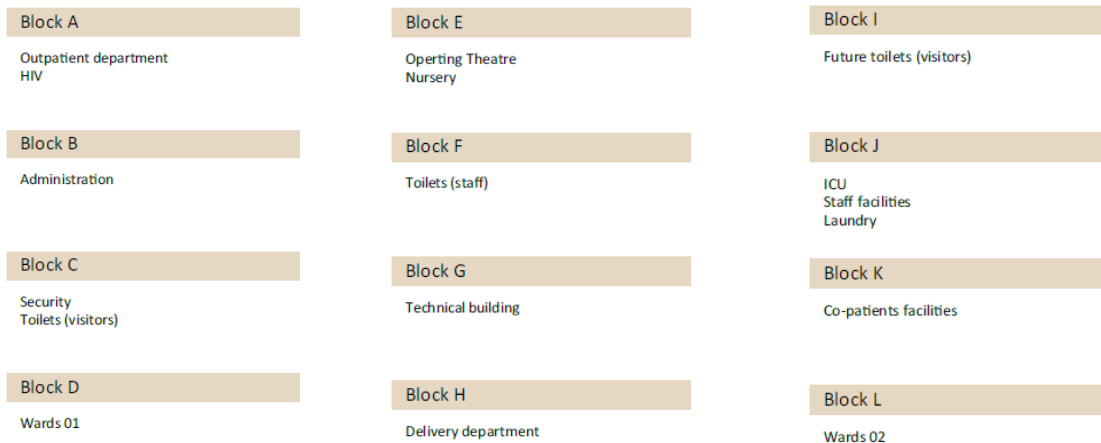 Block A
Outpatient department
HIV
Block B
Administration
Block C
Security
Toilets (visitors)
Block D
Wards 01
Block E
Operting Theatre
Nursery
Block F
Toilets (staff)
Block G
Technical building
Block H
Delivery department
Block I
Future toilets (visitors)
Block J
ICU
Staff facilities
Laundry
Block K
Co-patients facilities
Block L
Wards 02